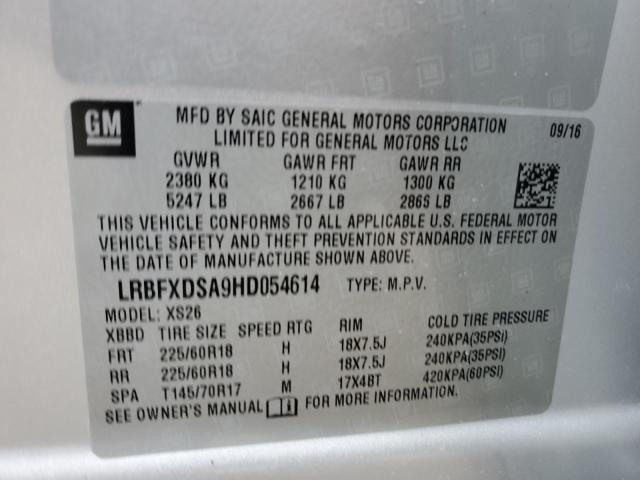 GM
MFD BY SAIC GENERAL MOTORS CORPORATION
LIMITED FOR GENERAL MOTORS LLC
09/16
GVWR GAWR FRT GAWR RR
2380 KG 1210 KG 1300 KG
5247 LB 2667 LB 2865 LB
THIS VEHICLE CONFORMS TO ALL APPLICABLE U.S. FEDERAL MOTOR
VEHICLE SAFETY AND THEFT PREVENTION STANDARDS IN EFFECT ON
THE DATE OF MANUFACTURE SHOWN ABOVE.
LRBFXDSA9HD054614 TYPE: M.P.V.
MODEL: XS26
XBBD TIRE SIZE SPEED RTG RIM COLD TIRE PRESSURE
FRT 225/60R18 H 18X7.5J 240KPA(35PSI)
RR 225/60R18 H 18X7.5J 240KPA(35PSI)
SPA T145/70R17 M 17X4BT 420KPA(60PSI)
SEE OWNER'S MANUAL FOR MORE INFORMATION.